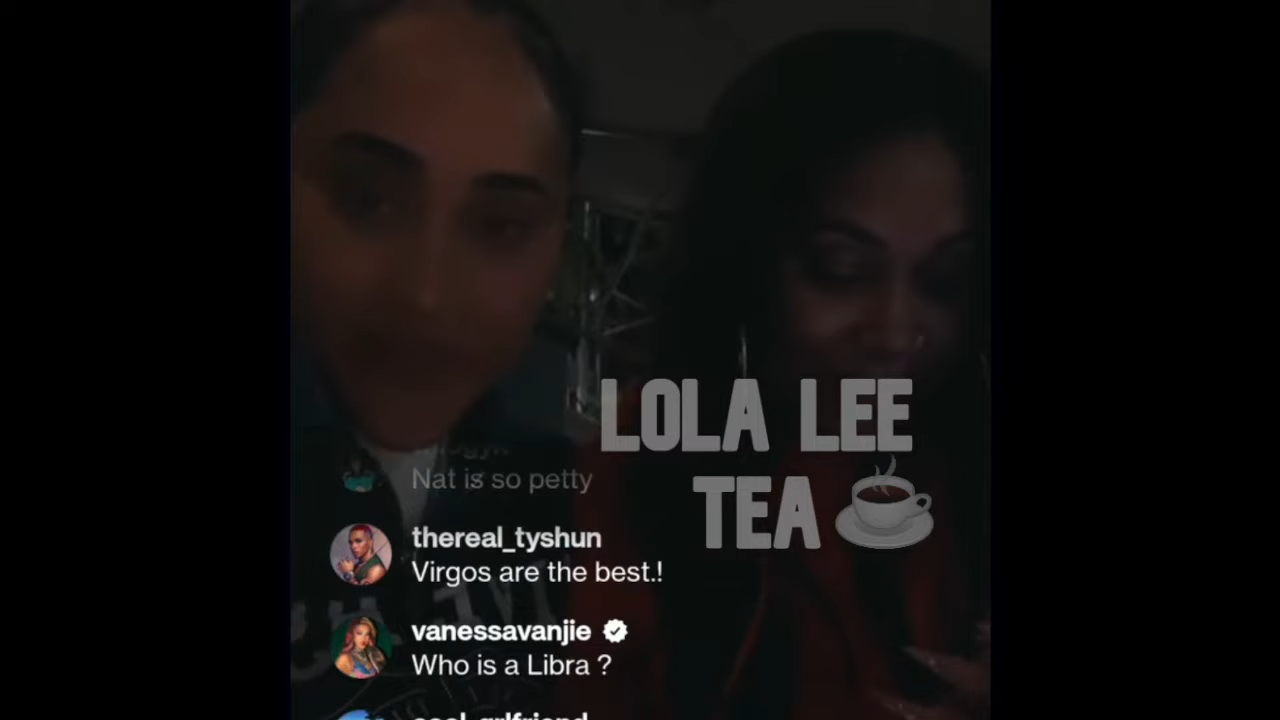 LOLA LEE
TEA
Nat is so petty
thereal_tyshun
Virgos are the best.!
vanessavanjie
Who is a Libra ?